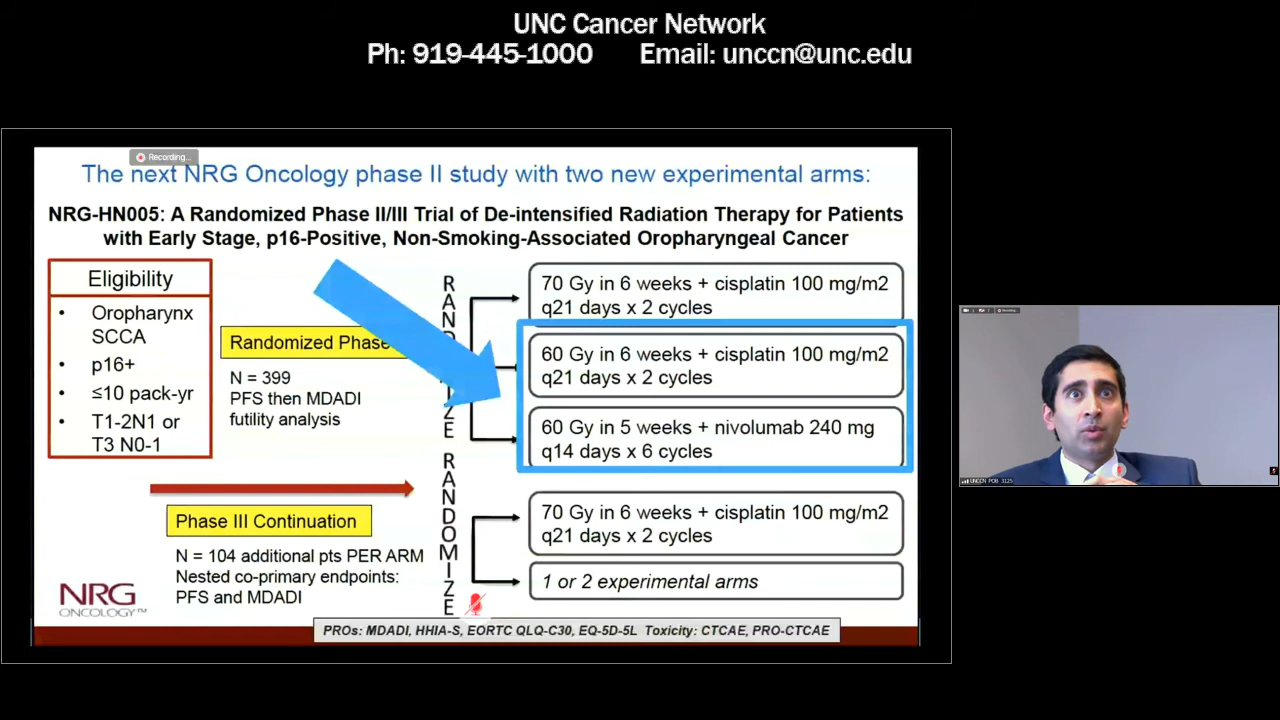 UNC Cancer Network
Ph: 919-445-1000 Email: unccn@unc.edu
Recording...
The next NRG Oncology phase II study with two new experimental arms:
NRG-HN005: A Randomized Phase II/III Trial of De-intensified Radiation Therapy for Patients
with Early Stage, p16-Positive, Non-Smoking-Associated Oropharyngeal Cancer
Eligibility
• Oropharynx
SCCA
• p16+
• ≤10 pack-yr
• T1-2N1 or
T3 N0-1
Randomized Phase
N = 399
PFS then MDADI
futility analysis
70 Gy in 6 weeks + cisplatin 100 mg/m2
q21 days x 2 cycles
60 Gy in 6 weeks + cisplatin 100 mg/m2
q21 days x 2 cycles
60 Gy in 5 weeks + nivolumab 240 mg
q14 days x 6 cycles
Phase III Continuation
N = 104 additional pts PER ARM
Nested co-primary endpoints:
PFS and MDADI
RANDOMIZE
70 Gy in 6 weeks + cisplatin 100 mg/m2
q21 days x 2 cycles
1 or 2 experimental arms
NRG
ONCOLOGY™
PROs: MDADI, HHIA-S, EORTC QLQ-C30, EQ-5D-5L Toxicity: CTCAE, PRO-CTCAE
UNCCN POB 3125